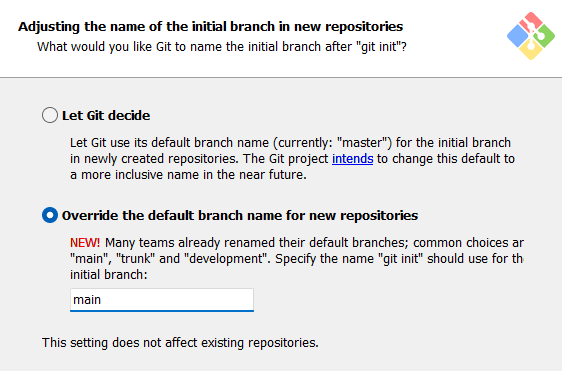 Adjusting the name of the initial branch in new repositories
What would you like Git to name the initial branch after "git init"?
Let Git decide
Let Git use its default branch name (currently: "master") for the initial branch
in newly created repositories. The Git project intends to change this default to
a more inclusive name in the near future.
Override the default branch name for new repositories
NEW! Many teams already renamed their default branches; common choices ar
"main", "trunk" and "development". Specify the name "git init" should use for th
initial branch:
main
This setting does not affect existing repositories.